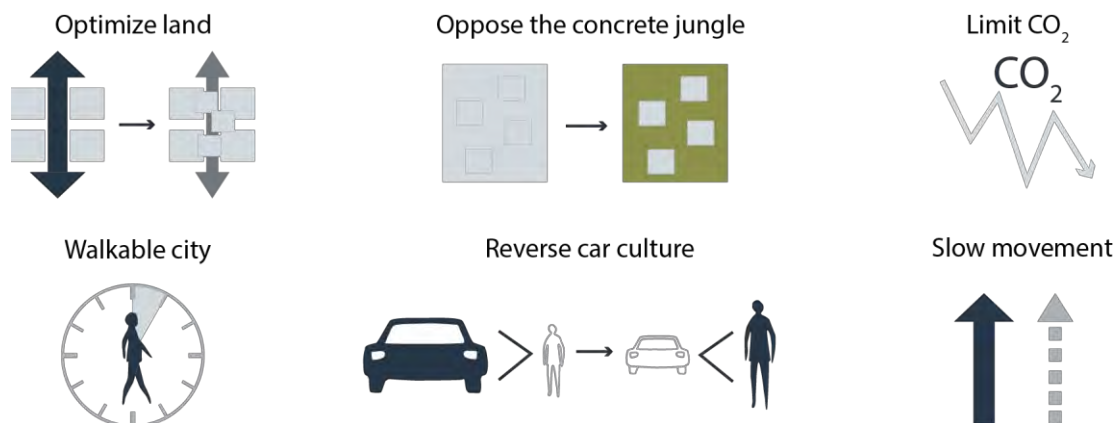 Optimize land
Oppose the concrete jungle
Limit CO₂
CO₂
Walkable city
Reverse car culture
Slow movement